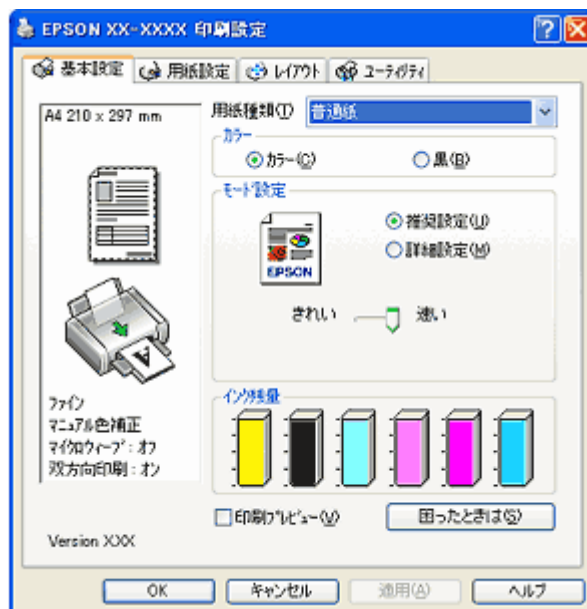 EPSON XX-XXXX 印刷設定
基本設定 用紙設定 レイアウト ユーティリティ
A4 210 x 297 mm
用紙種類(T) 普通紙
カラー
カラー(C) 黒(B)
モード設定
推奨設定(U)
詳細設定(M)
EPSON
きれい 速い
A
ファイン
マニュアル色補正
マイクロウィーブ : オフ
双方向印刷 : オン
インク残量
印刷プレビュー(V) 困ったときは(S)
Version XXX
OK キャンセル 適用(A) ヘルプ